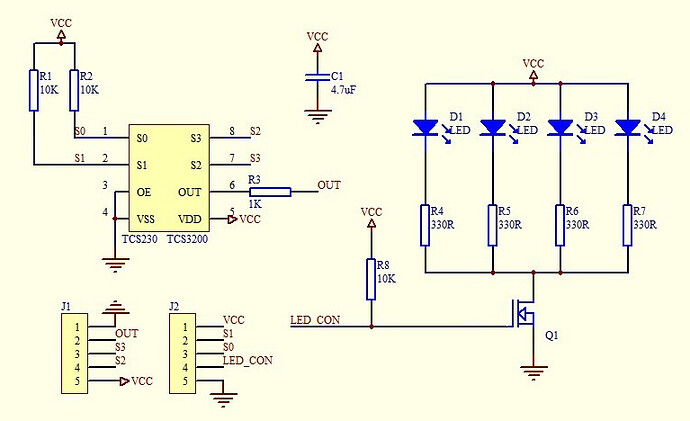 VCC
R1
10K
R2
10K
S0
1
S1
2
3
4
S0
S1
OE
VSS
S3
S2
OUT
VDD
8
S2
7
S3
6
5
VCC
TCS230
TCS3200
R3
1K
OUT
VCC
C1
4.7uF
VCC
D1
LED
D2
LED
D3
LED
D4
LED
R4
330R
R5
330R
R6
330R
R7
330R
VCC
R8
10K
LED_CON
Q1
J1
1
2
3
4
5
OUT
S3
S2
VCC
J2
1
2
3
4
5
VCC
S1
S0
LED_CON